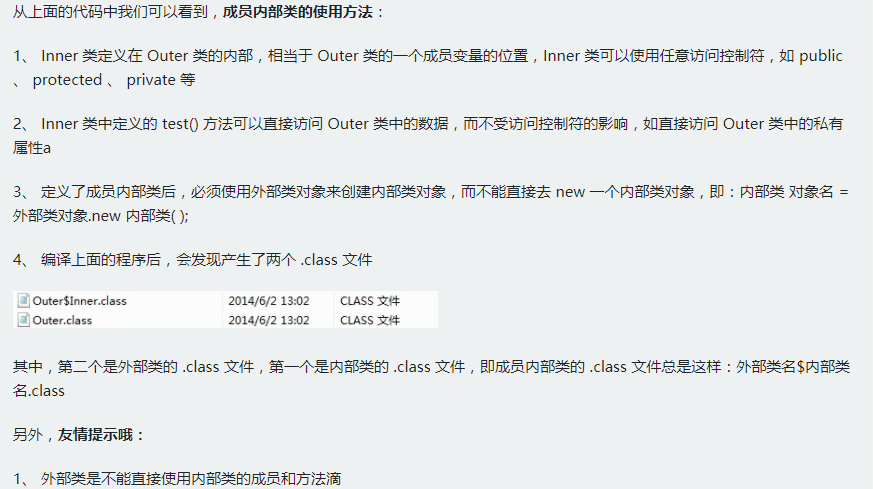 从上面的代码中我们可以看到，成员内部类的使用方法：
1、 Inner 类定义在 Outer 类的内部，相当于 Outer 类的一个成员变量的位置，Inner 类可以使用任意访问控制符，如 public
、 protected 、 private 等
2、 Inner 类中定义的 test() 方法可以直接访问 Outer 类中的数据，而不受访问控制符的影响，如直接访问 Outer 类中的私有
属性a
3、 定义了成员内部类后，必须使用外部类对象来创建内部类对象，而不能直接去 new 一个内部类对象，即：内部类 对象名 =
外部类对象.new 内部类( );
4、 编译上面的程序后，会发现产生了两个 .class 文件
Outer$Inner.class 2014/6/2 13:02 CLASS 文件
Outer.class 2014/6/2 13:02 CLASS 文件
其中，第二个是外部类的 .class 文件，第一个是内部类的 .class 文件，即成员内部类的 .class 文件总是这样：外部类名$内部类
名.class
另外，友情提示哦：
1、 外部类是不能直接使用内部类的成员和方法滴